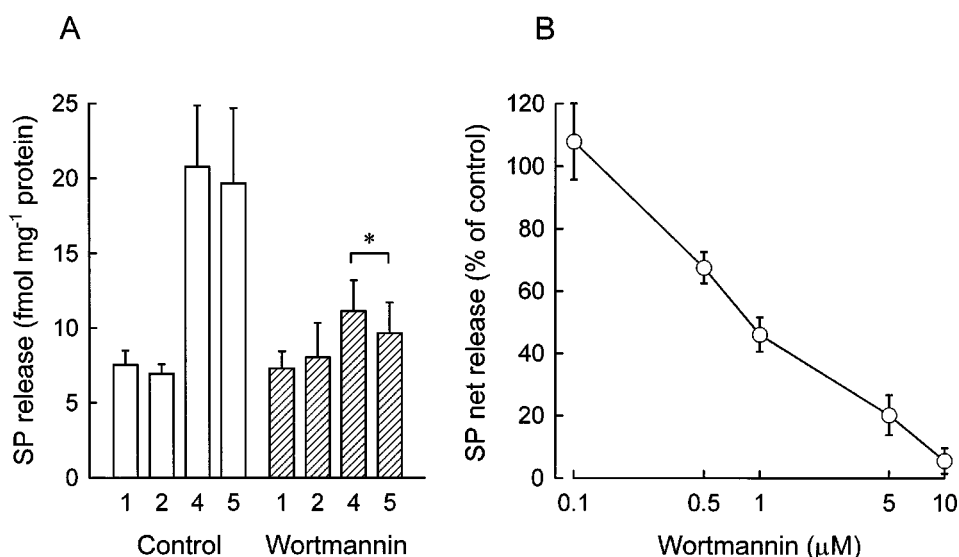 A
SP release (fmol mg⁻¹ protein)
25
20
15
10
5
0
*
1 2 4 5 1 2 4 5
Control Wortmannin
B
SP net release (% of control)
120
100
80
60
40
20
0
0.1 0.5 1 5 10
Wortmannin (μM)